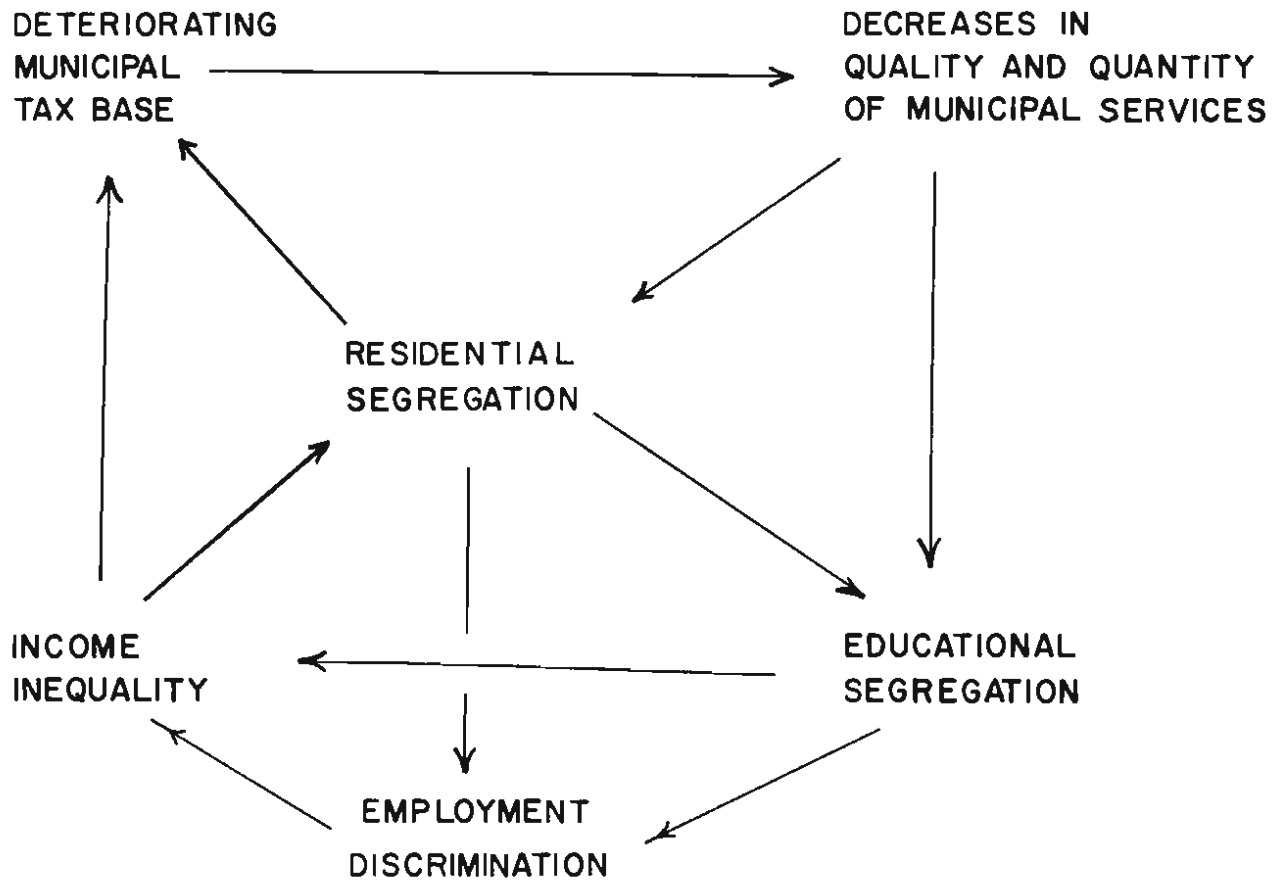 DETERIORATING
MUNICIPAL
TAX BASE
DECREASES IN
QUALITY AND QUANTITY
OF MUNICIPAL SERVICES
RESIDENTIAL
SEGREGATION
INCOME
INEQUALITY
EDUCATIONAL
SEGREGATION
EMPLOYMENT
DISCRIMINATION